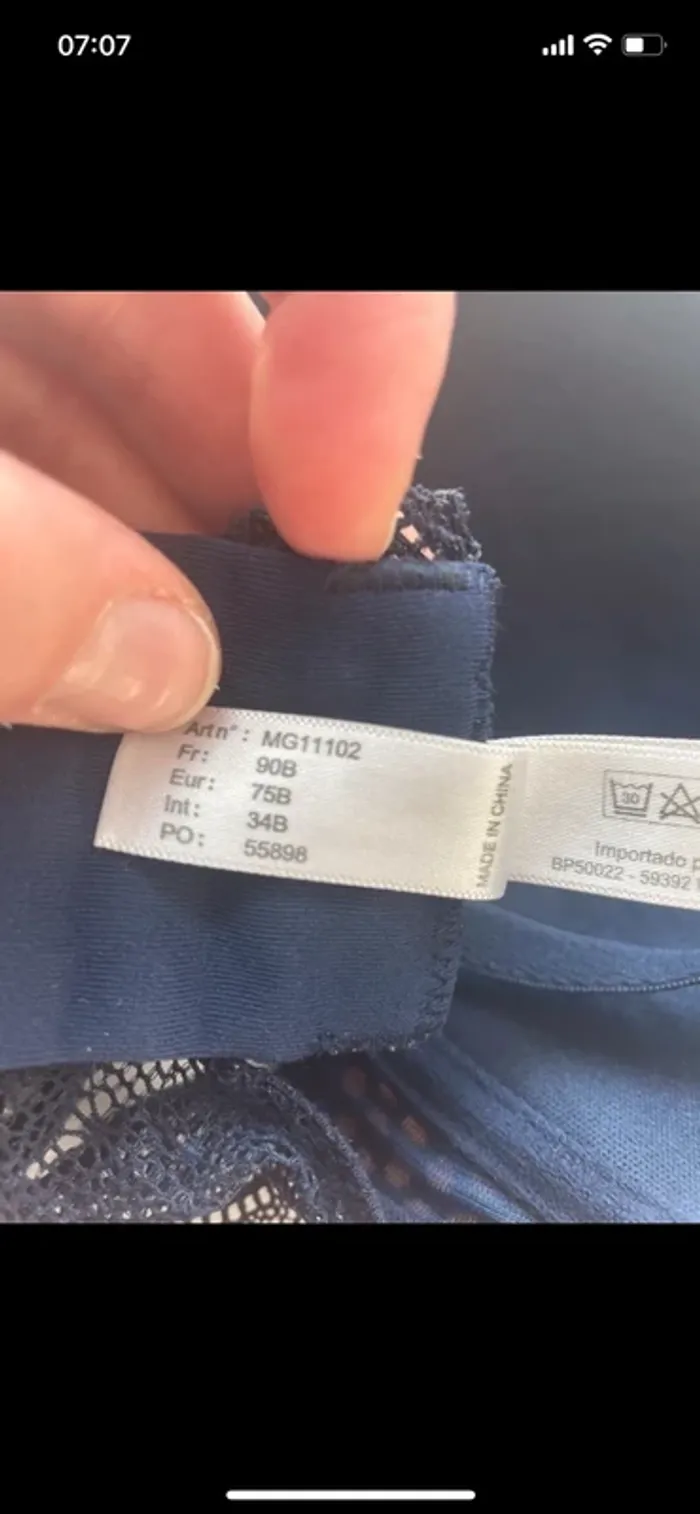 07:07
Artn°: MG11102
Fr: 90B
Eur: 75B
Int: 34B
PO: 55898
MADE IN CHINA
30
Importado
BP50022 - 59392